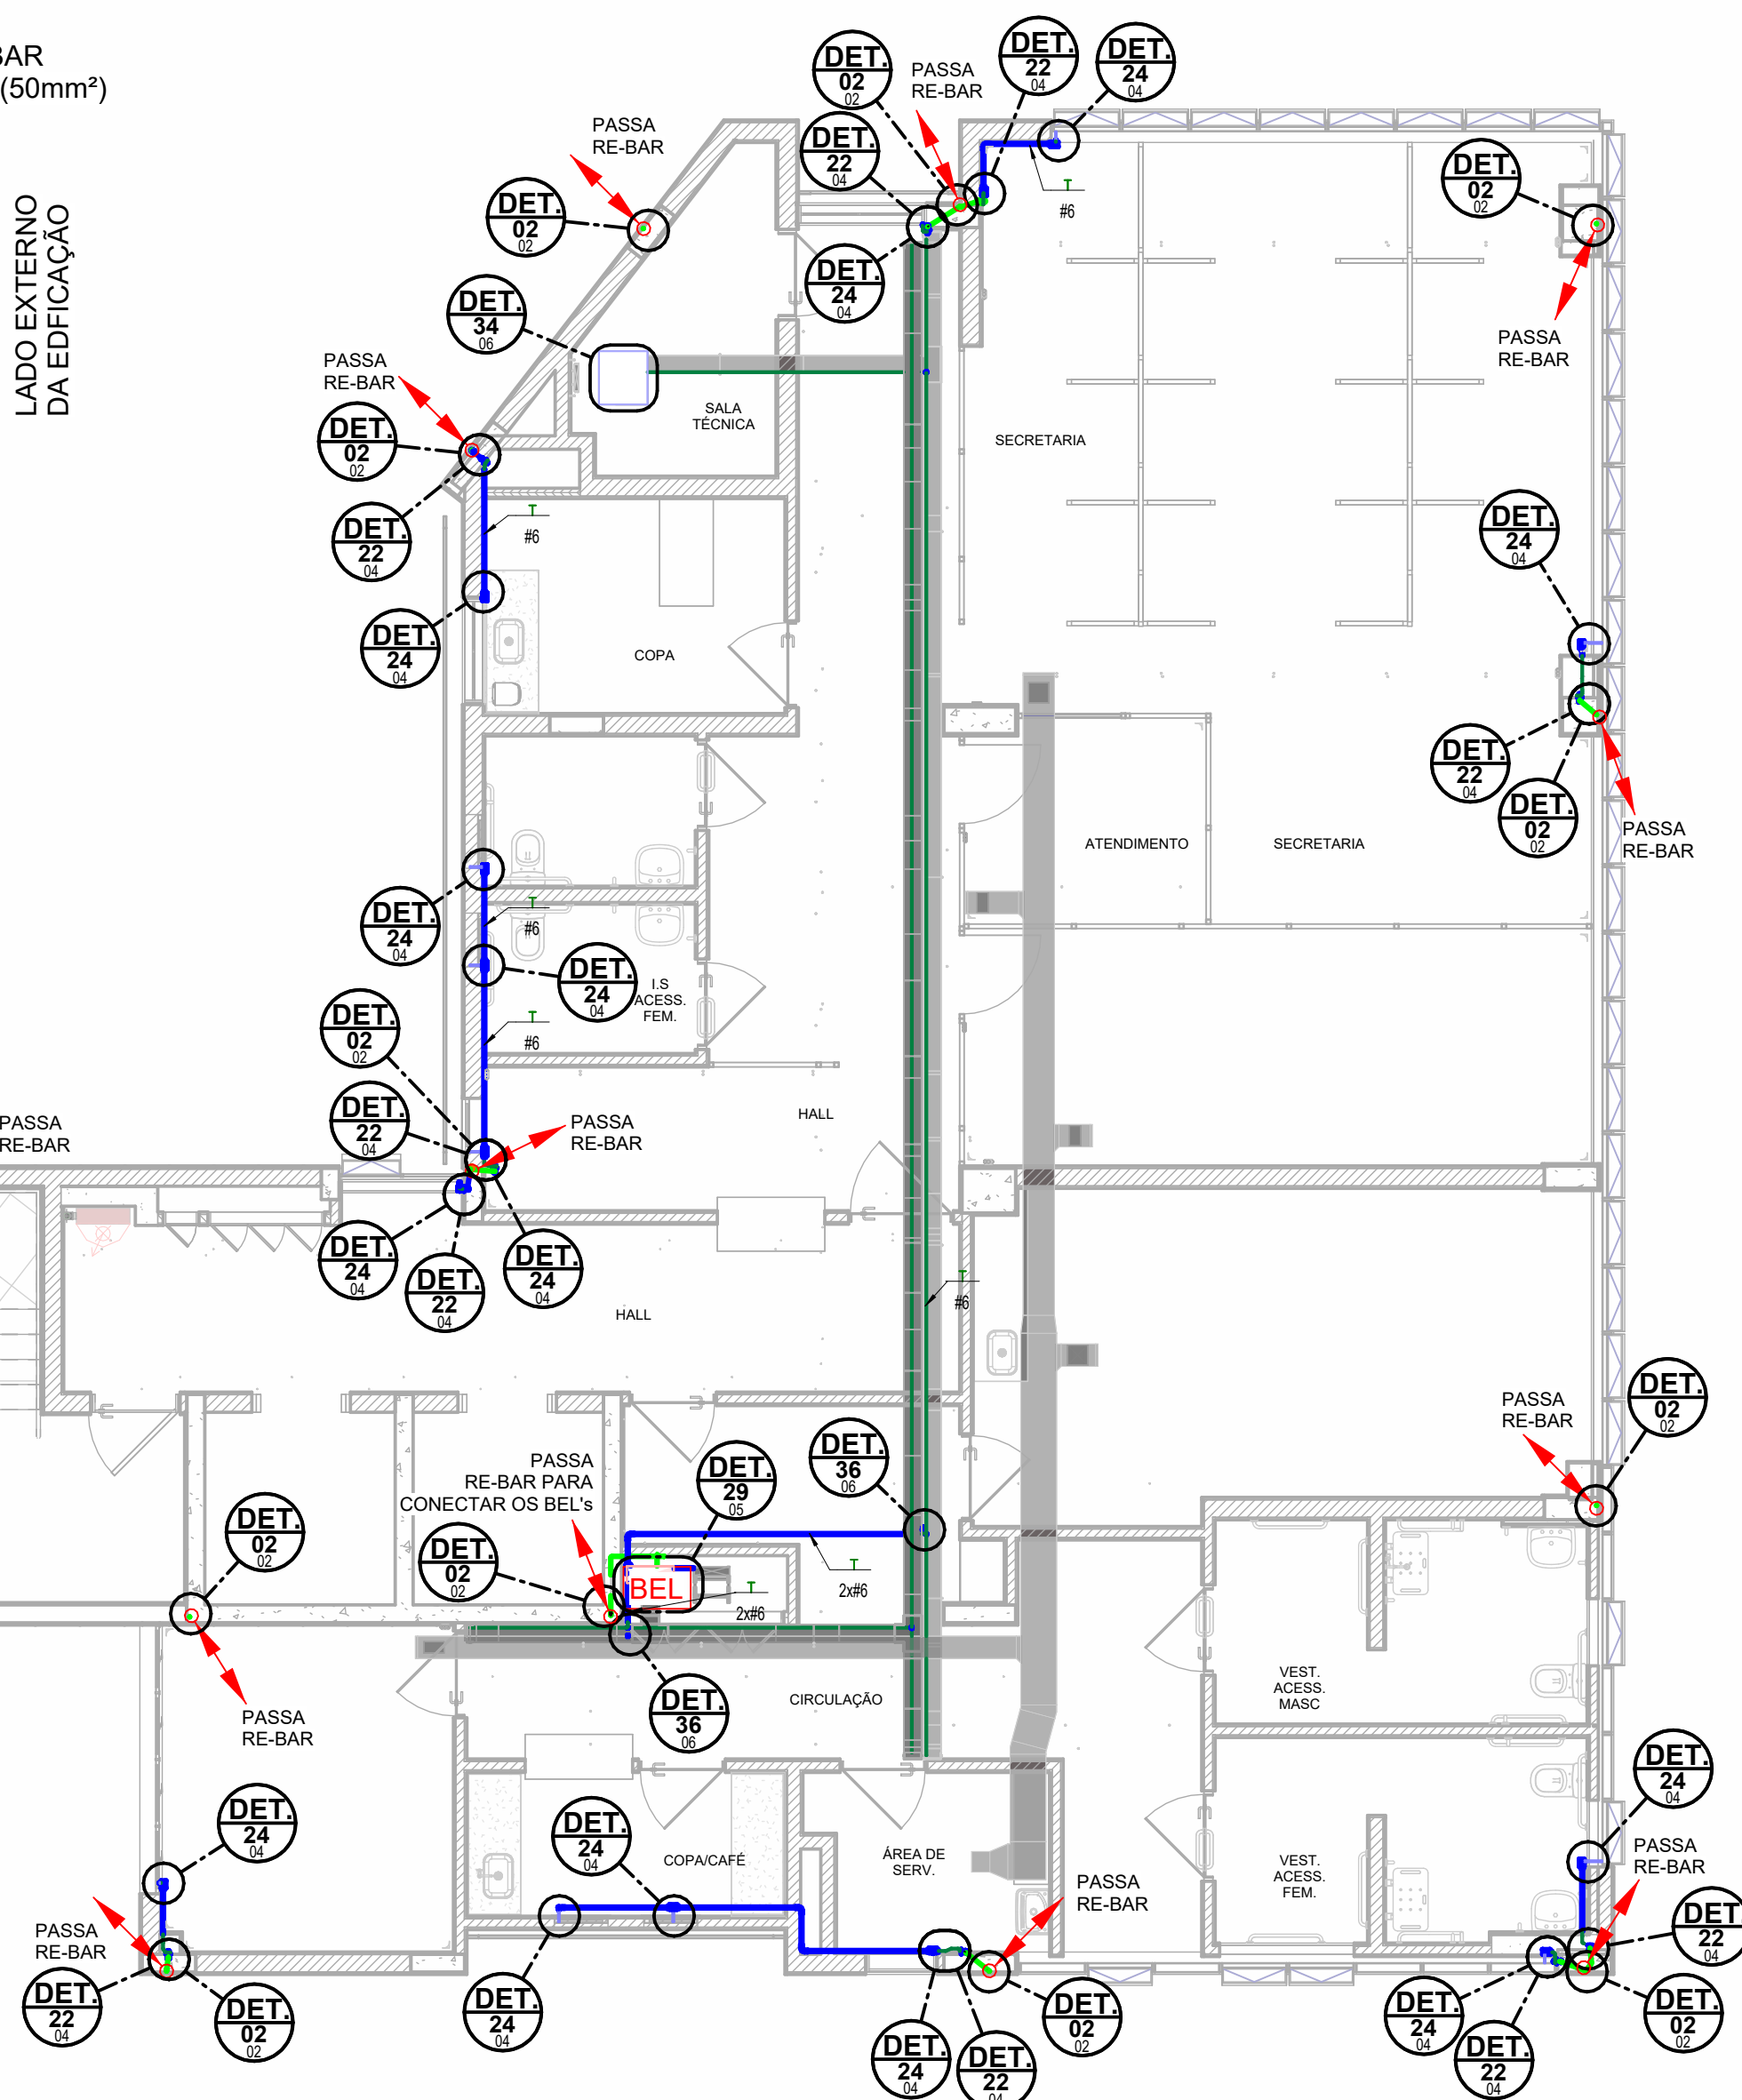 BAR
(50mm²)
LADO EXTERNO
DA EDFICAÇÃO
DET.
02
02
PASSA
RE-BAR
DET.
22
04
DET.
24
04
PASSA
RE-BAR
DET.
22
04
DET.
02
02
DET.
24
04
T
#6
DET.
02
02
PASSA
RE-BAR
DET.
34
06
PASSA
RE-BAR
DET.
02
02
DET.
22
04
T
#6
DET.
24
04
SALA
TÉCNICA
SECRETARIA
COPA
DET.
24
04
DET.
22
04
DET.
02
02
PASSA
RE-BAR
ATENDIMENTO
SECRETARIA
DET.
24
04
T
#6
DET.
24
04
I.S
ACESS.
FEM.
T
#6
DET.
02
02
DET.
22
04
PASSA
RE-BAR
PASSA
RE-BAR
HALL
DET.
24
04
DET.
22
04
DET.
24
04
HALL
T
#6
PASSA
RE-BAR
DET.
02
02
PASSA
RE-BAR PARA
CONECTAR OS BEL's
DET.
29
05
DET.
36
06
DET.
02
02
DET.
02
02
BEL
T
2x#6
T
2x#6
PASSA
RE-BAR
DET.
36
06
CIRCULAÇÃO
VEST.
ACESS.
MASC
DET.
24
04
DET.
24
04
COPA/CAFÉ
ÁREA DE
SERV.
PASSA
RE-BAR
VEST.
ACESS.
FEM.
DET.
24
04
PASSA
RE-BAR
PASSA
RE-BAR
DET.
22
04
DET.
22
04
DET.
02
02
DET.
24
04
DET.
24
04
DET.
22
04
DET.
02
02
DET.
24
04
DET.
22
04
DET.
02
02